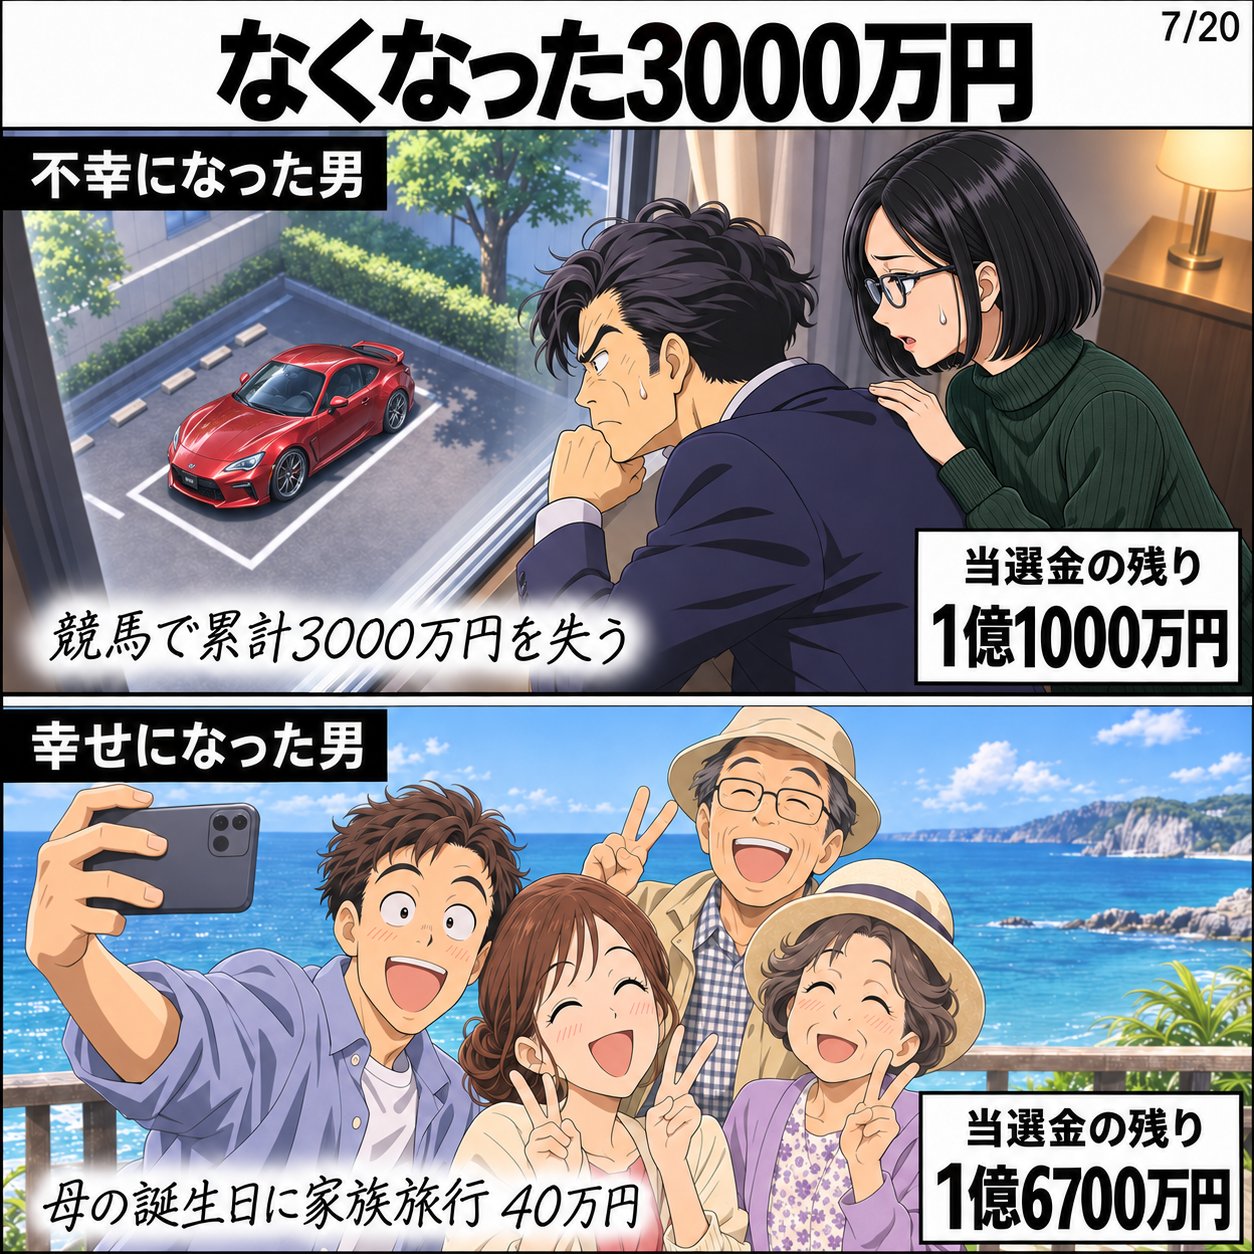 なくなった3000万円
7/20
不幸になった男
競馬で累計3000万円を失う
当選金の残り
1億1000万円
幸せになった男
母の誕生日に家族旅行 40万円
当選金の残り
1億6700万円